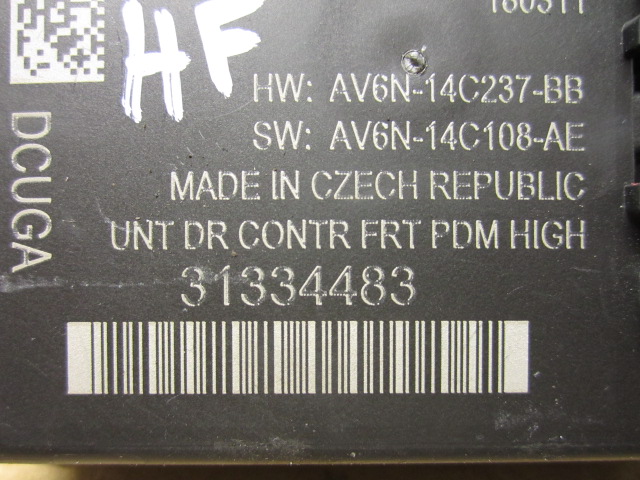 180311
HF
HW: AV6N-14C237-BB
SW: AV6N-14C108-AE
MADE IN CZECH REPUBLIC
UNT DR CONTR FRT PDM HIGH
31334483
DCUGA